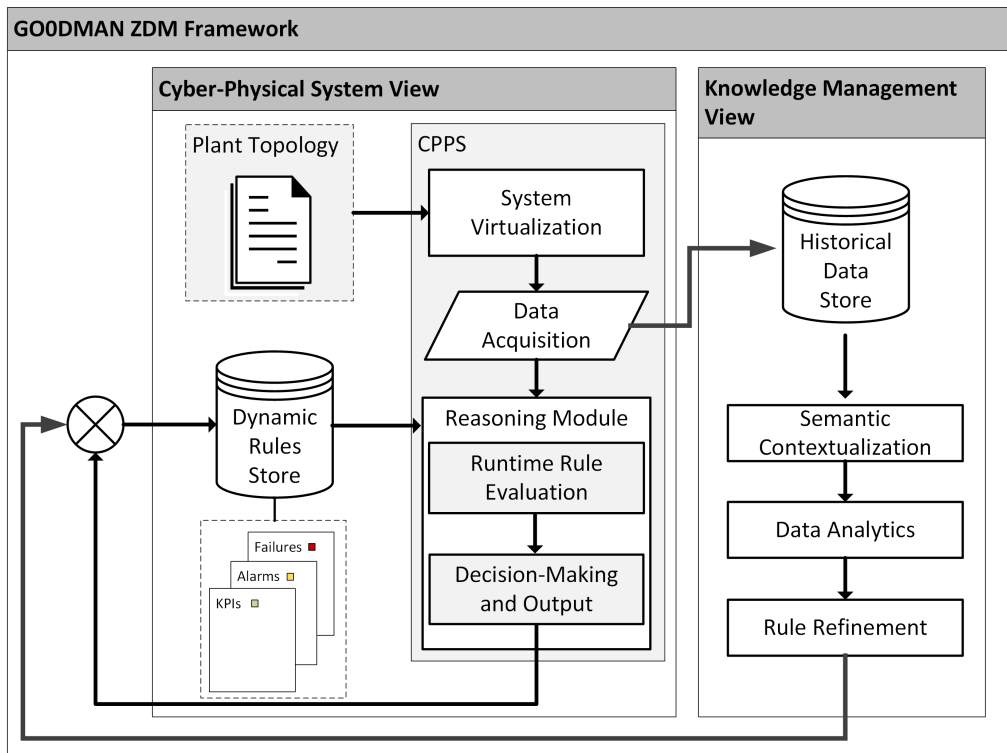 GO0DMAN ZDM Framework
Cyber-Physical System View
Plant Topology
CPPS
System
Virtualization
Data
Acquisition
Dynamic
Rules
Store
Reasoning Module
Runtime Rule
Evaluation
Decision-Making
and Output
Failures
Alarms
KPIs
Knowledge Management
View
Historical
Data
Store
Semantic
Contextualization
Data Analytics
Rule Refinement